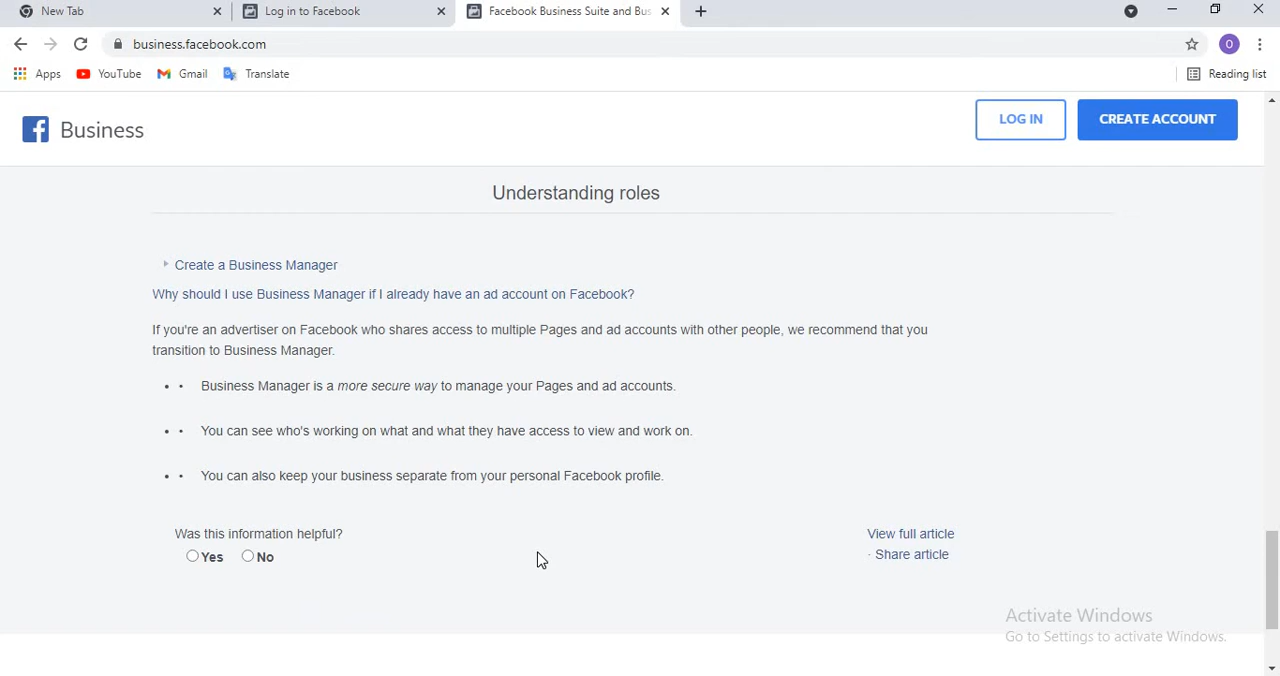 New Tab
Log in to Facebook
Facebook Business Suite and Bus
business.facebook.com
O
Apps
YouTube
Gmail
Translate
Reading list
Business
LOG IN
CREATE ACCOUNT
Understanding roles
Create a Business Manager
Why should I use Business Manager if I already have an ad account on Facebook?
If you're an advertiser on Facebook who shares access to multiple Pages and ad accounts with other people, we recommend that you
transition to Business Manager.
• • Business Manager is a more secure way to manage your Pages and ad accounts.
• • You can see who's working on what and what they have access to view and work on.
• • You can also keep your business separate from your personal Facebook profile.
Was this information helpful?
View full article
Yes No
· Share article
Activate Windows
Go to Settings to activate Windows.